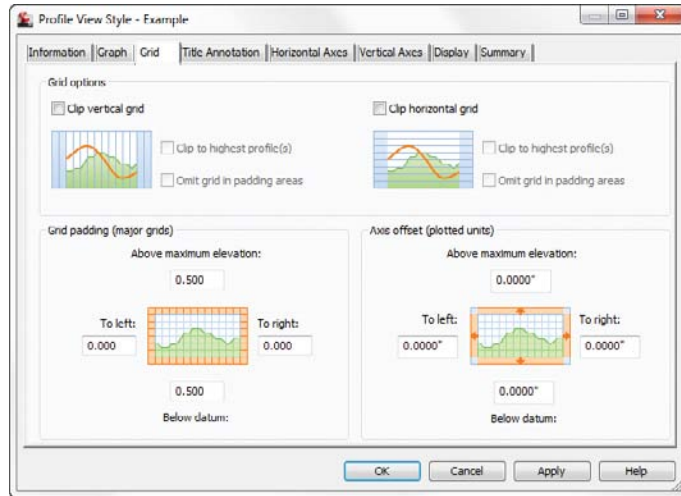 Profile View Style - Example
Information Graph Grid Title Annotation Horizontal Axes Vertical Axes Display Summary
Grid options
Clip vertical grid
Clip to highest profile(s)
Omit grid in padding areas
Clip horizontal grid
Clip to highest profile(s)
Omit grid in padding areas
Grid padding (major grids)
Above maximum elevation:
0.500
To left:
0.000
To right:
0.000
0.500
Below datum:
Axis offset (plotted units)
Above maximum elevation:
0.0000"
To left:
0.0000"
To right:
0.0000"
0.0000"
Below datum:
OK Cancel Apply Help